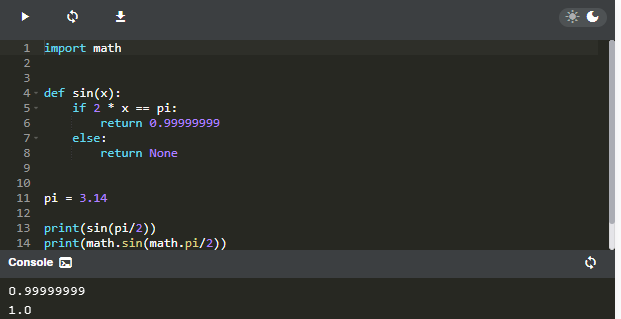 1 import math
2
3
4 def sin(x):
5     if 2 * x == pi:
6         return 0.99999999
7     else:
8         return None
9
10
11 pi = 3.14
12
13 print(sin(pi/2))
14 print(math.sin(math.pi/2))
Console
0.99999999
1.0